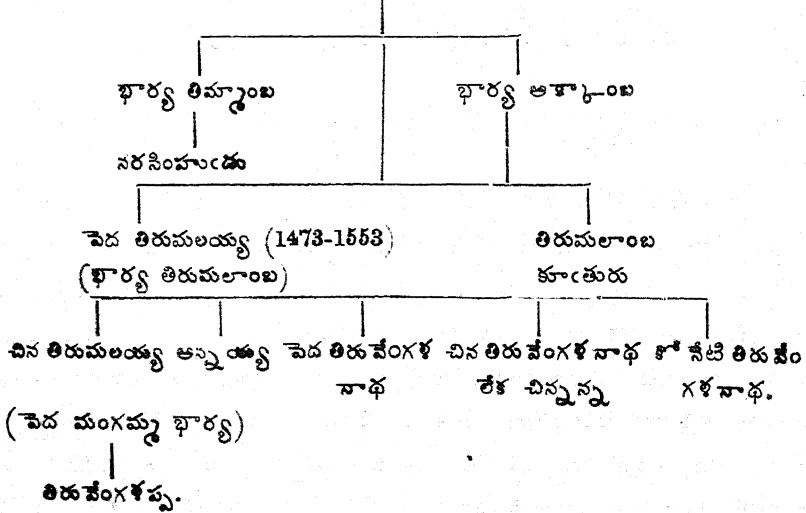 భార్య తిమ్మాంబ భార్య అక్కాంబ
నరసింహుఁడు
పెద తిరుమలయ్య (1473-1553) తిరుమలాంబ
(భార్య తిరుమలాంబ) కూఁతురు
చిన తిరుమలయ్య అన్నయ్య పెద తిరువేంగళ చిన తిరువేంగళనాథ కోనేటి తిరువేం
నాథ లేక చిన్నన్న గళనాథ.
(పెద మంగమ్మ భార్య)
తిరువేంగళప్ప.